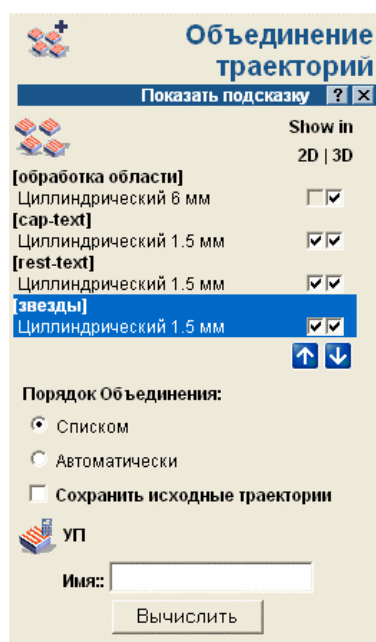 Объединение
траекторий
Показать подсказку ? ×
Show in
2D | 3D
[обработка области]
Циллиндрический 6 мм
[cap-text]
Циллиндрический 1.5 мм
[rest-text]
Циллиндрический 1.5 мм
[звезды]
Циллиндрический 1.5 мм
Порядок Объединения:
Списком
Автоматически
Сохранить исходные траектории
УП
Имя::
Вычислить